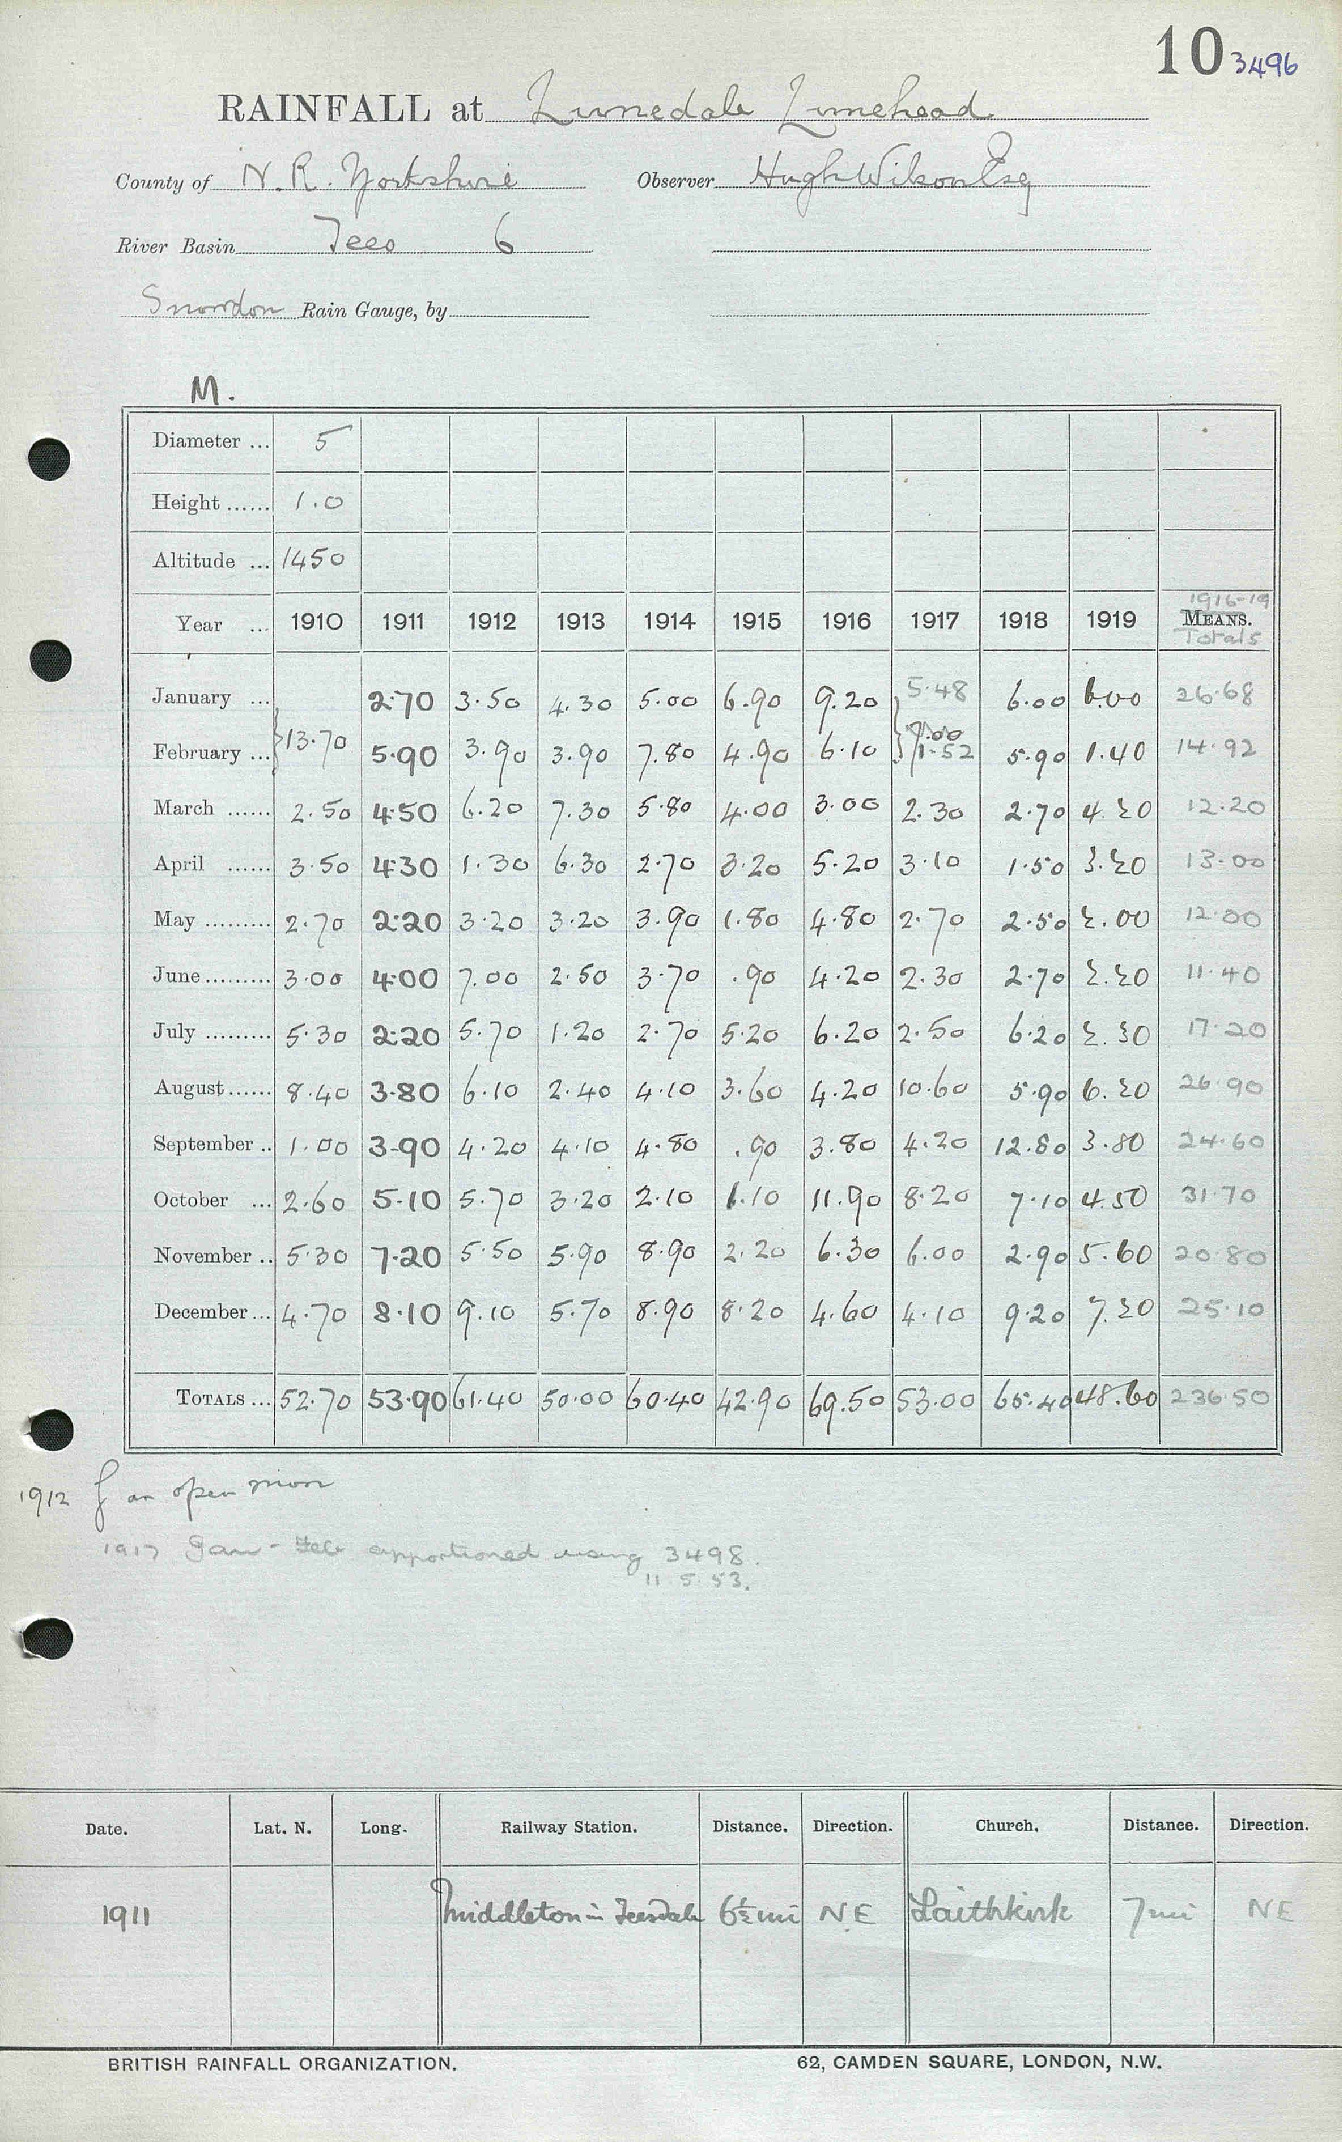 10 3496
RAINFALL at Lunedale Lunehead
County of N.R. Yorkshire Observer Hugh Wilson Esq
River Basin Tees 6
Snowdon Rain Gauge, by
M.
Diameter ... 5
Height ...... 1.0
Altitude ... 1450
1916-19
Year ... 1910 1911 1912 1913 1914 1915 1916 1917 1918 1919 MEANS.
Totals
January ... 2.70 3.50 4.30 5.00 6.90 9.20 5.48 6.00 6.00 26.68
7.00
February ... }13.70 5.90 3.90 3.90 7.80 4.90 6.10 } 1.52 5.90 1.40 14.92
March ...... 2.50 4.50 6.20 7.30 5.80 4.00 3.00 2.30 2.70 4.20 12.20
April ...... 3.50 4.30 1.30 6.30 2.70 3.20 5.20 3.10 1.50 3.20 13.00
May ......... 2.70 2.20 3.20 3.20 3.90 1.80 4.80 2.70 2.50 2.00 12.00
June ......... 3.00 4.00 7.00 2.50 3.70 .90 4.20 2.30 2.70 2.20 11.40
July ......... 5.30 2.20 5.70 1.20 2.70 5.20 6.20 2.50 6.20 2.30 17.20
August ...... 8.40 3.80 6.10 2.40 4.10 3.60 4.20 10.60 5.90 6.20 26.90
September .. 1.00 3.90 4.20 4.10 4.80 .90 3.80 4.20 12.80 3.80 24.60
October ... 2.60 5.10 5.70 3.20 2.10 1.10 11.90 8.20 7.10 4.50 31.70
November .. 5.30 7.20 5.50 5.90 8.90 2.20 6.30 6.00 2.90 5.60 20.80
December ... 4.70 8.10 9.10 5.70 8.90 8.20 4.60 4.10 9.20 7.20 25.10
TOTALS ... 52.70 53.90 61.40 50.00 60.40 42.90 69.50 53.00 65.40 48.60 236.50
1912 f an open moor
1917 Jan - Feb apportioned using 3498.
11.5.53.
Date. Lat. N. Long. Railway Station. Distance. Direction. Church. Distance. Direction.
1911 Middleton in Teesdale 6½ mi N.E Laithkirk 7 mi NE
BRITISH RAINFALL ORGANIZATION. 62, CAMDEN SQUARE, LONDON, N.W.